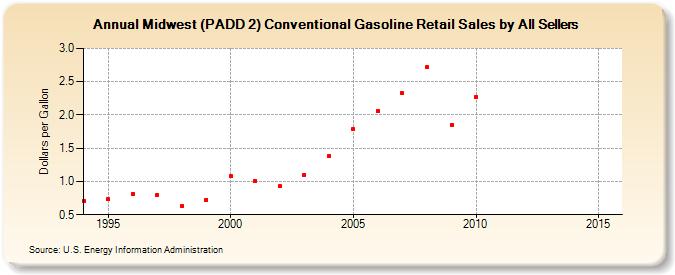 Annual Midwest (PADD 2) Conventional Gasoline Retail Sales by All Sellers
Dollars per Gallon
3.0
2.5
2.0
1.5
1.0
0.5
1995 2000 2005 2010 2015
Source: U.S. Energy Information Administration